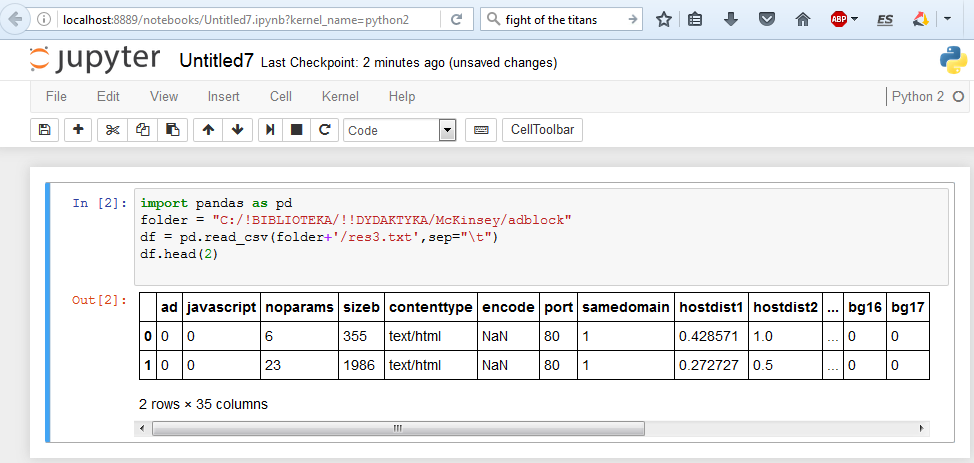 localhost:8889/notebooks/Untitled7.ipynb?kernel_name=python2 fight of the titans ABP ES
jupyter Untitled7 Last Checkpoint: 2 minutes ago (unsaved changes)
File Edit View Insert Cell Kernel Help Python 2
Code CellToolbar
In [2]: import pandas as pd
folder = "C:/!BIBLIOTEKA/!!DYDAKTYKA/McKinsey/adblock"
df = pd.read_csv(folder+'/res3.txt',sep="\t")
df.head(2)
Out[2]: ad javascript noparams sizeb contenttype encode port samedomain hostdist1 hostdist2 ... bg16 bg17
0 0 0 6 355 text/html NaN 80 1 0.428571 1.0 ... 0 0
1 0 0 23 1986 text/html NaN 80 1 0.272727 0.5 ... 0 0
2 rows × 35 columns